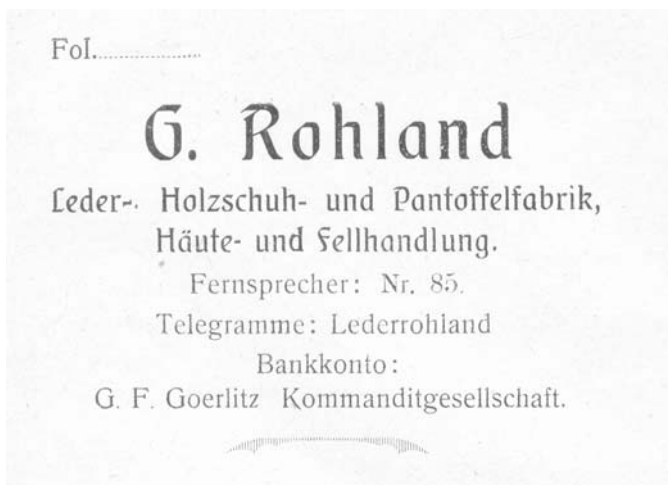 Fol.....................
G. Rohland
Leder-. Holzschuh- und Pantoffelfabrik,
Häute- und Fellhandlung.
Fernsprecher: Nr. 85.
Telegramme: Lederrohland
Bankkonto:
G. F. Goerlitz Kommanditgesellschaft.